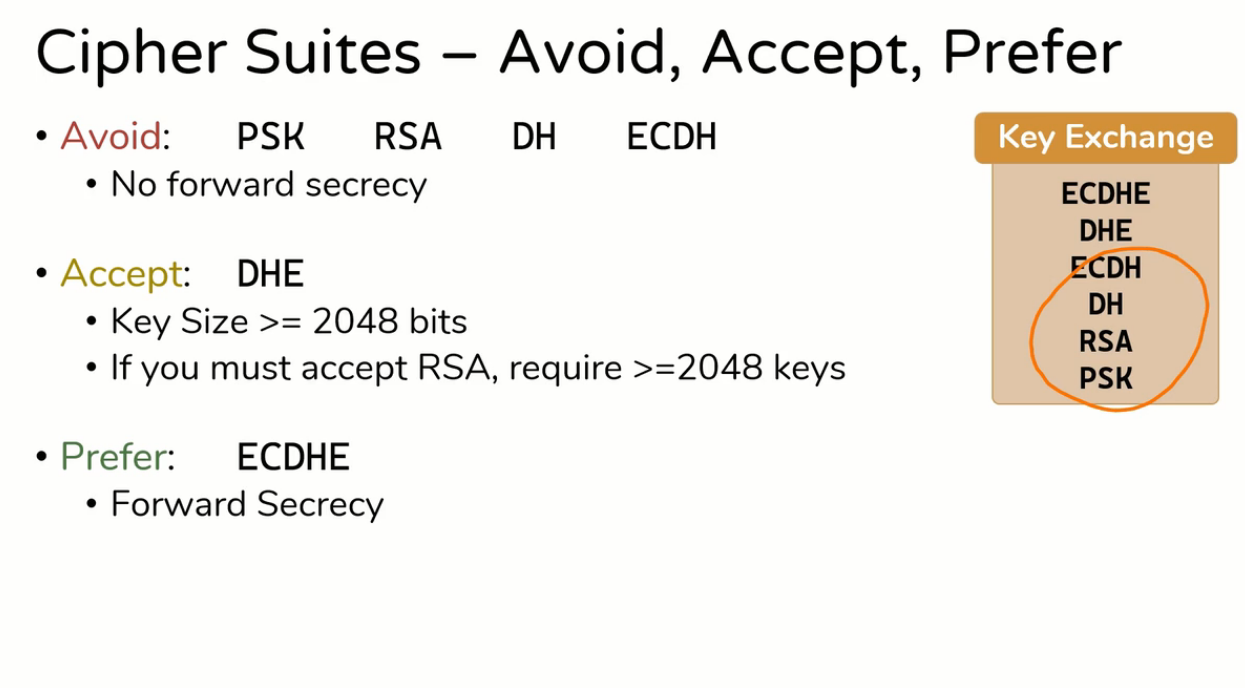 Cipher Suites – Avoid, Accept, Prefer
• Avoid: PSK RSA DH ECDH
• No forward secrecy
• Accept: DHE
• Key Size >= 2048 bits
• If you must accept RSA, require >=2048 keys
• Prefer: ECDHE
• Forward Secrecy
Key Exchange
ECDHE
DHE
ECDH
DH
RSA
PSK